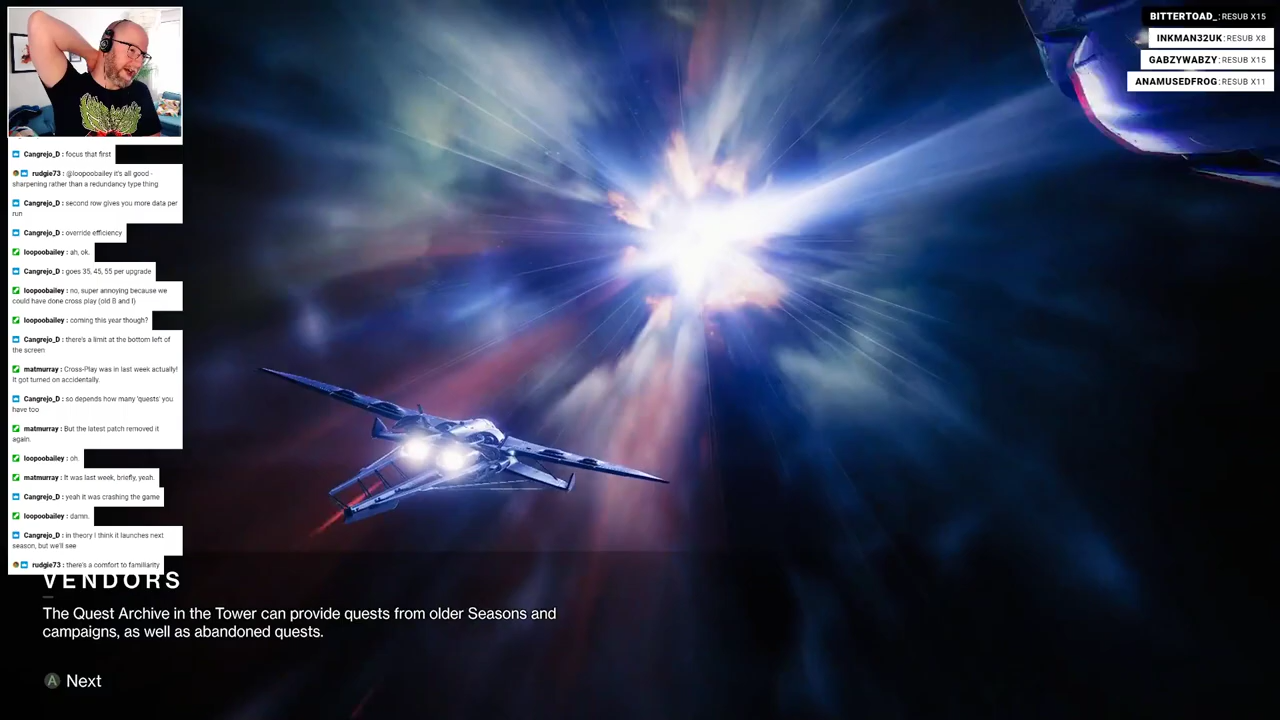 BITTERTOAD_: RESUB X15
INKMAN32UK: RESUB X8
GABZYWABZY: RESUB X15
ANAMUSEDFROG: RESUB X11
Cangrejo_D : focus that first
rudgie73 : @loopoobailey it's all good -
sharpening rather than a redundancy type thing
Cangrejo_D : second row gives you more data per
run
Cangrejo_D : override efficiency
loopoobailey : ah, ok.
Cangrejo_D : goes 35, 45, 55 per upgrade
loopoobailey : no, super annoying because we
could have done cross play (old B and I)
loopoobailey : coming this year though?
Cangrejo_D : there's a limit at the bottom left of
the screen
matmurray : Cross-Play was in last week actually!
It got turned on accidentally.
Cangrejo_D : so depends how many 'quests' you
have too
matmurray : But the latest patch removed it
again.
loopoobailey : oh.
matmurray : It was last week, briefly, yeah.
Cangrejo_D : yeah it was crashing the game
loopoobailey : damn.
Cangrejo_D : in theory I think it launches next
season, but we'll see
rudgie73 : there's a comfort to familiarity
VENDORS
The Quest Archive in the Tower can provide quests from older Seasons and
campaigns, as well as abandoned quests.
A Next